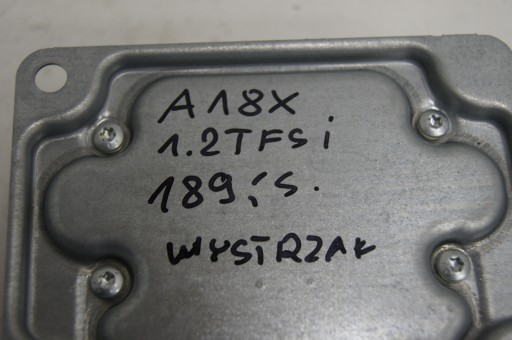 A18X
1.2TFSi
189,s.
WYSTRZAŁ